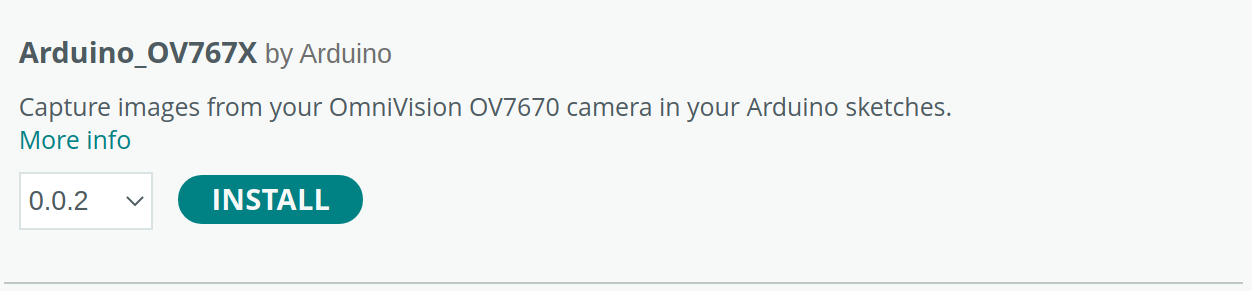 Arduino_OV767X by Arduino
Capture images from your OmniVision OV7670 camera in your Arduino sketches.
More info
0.0.2 INSTALL